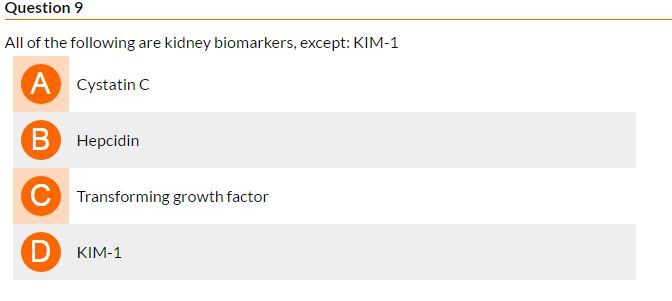 Question 9
All of the following are kidney biomarkers, except: KIM-1
A Cystatin C
B Hepcidin
C Transforming growth factor
D KIM-1